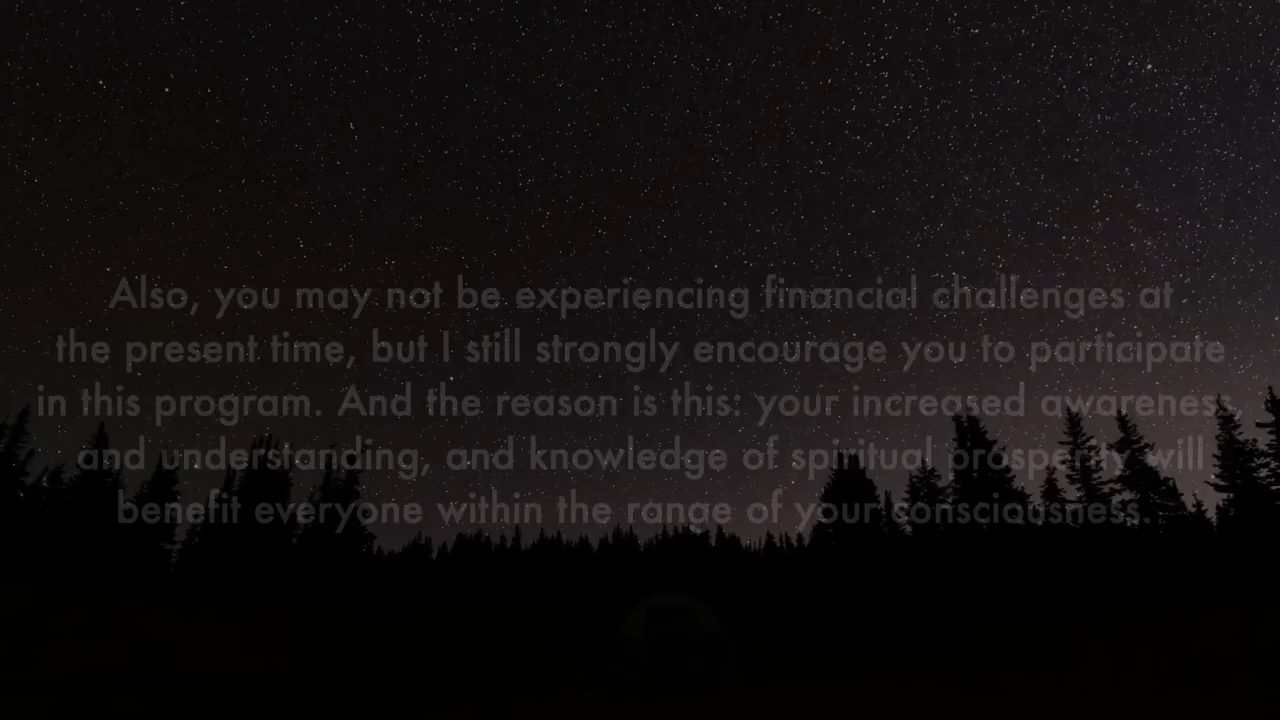 Also, you may not be experiencing financial challenges at
the present time, but I still strongly encourage you to participate
in this program. And the reason is this: your increased awarenes
and understanding, and knowledge of spiritual prosperity will
benefit everyone within the range of your consciousness.